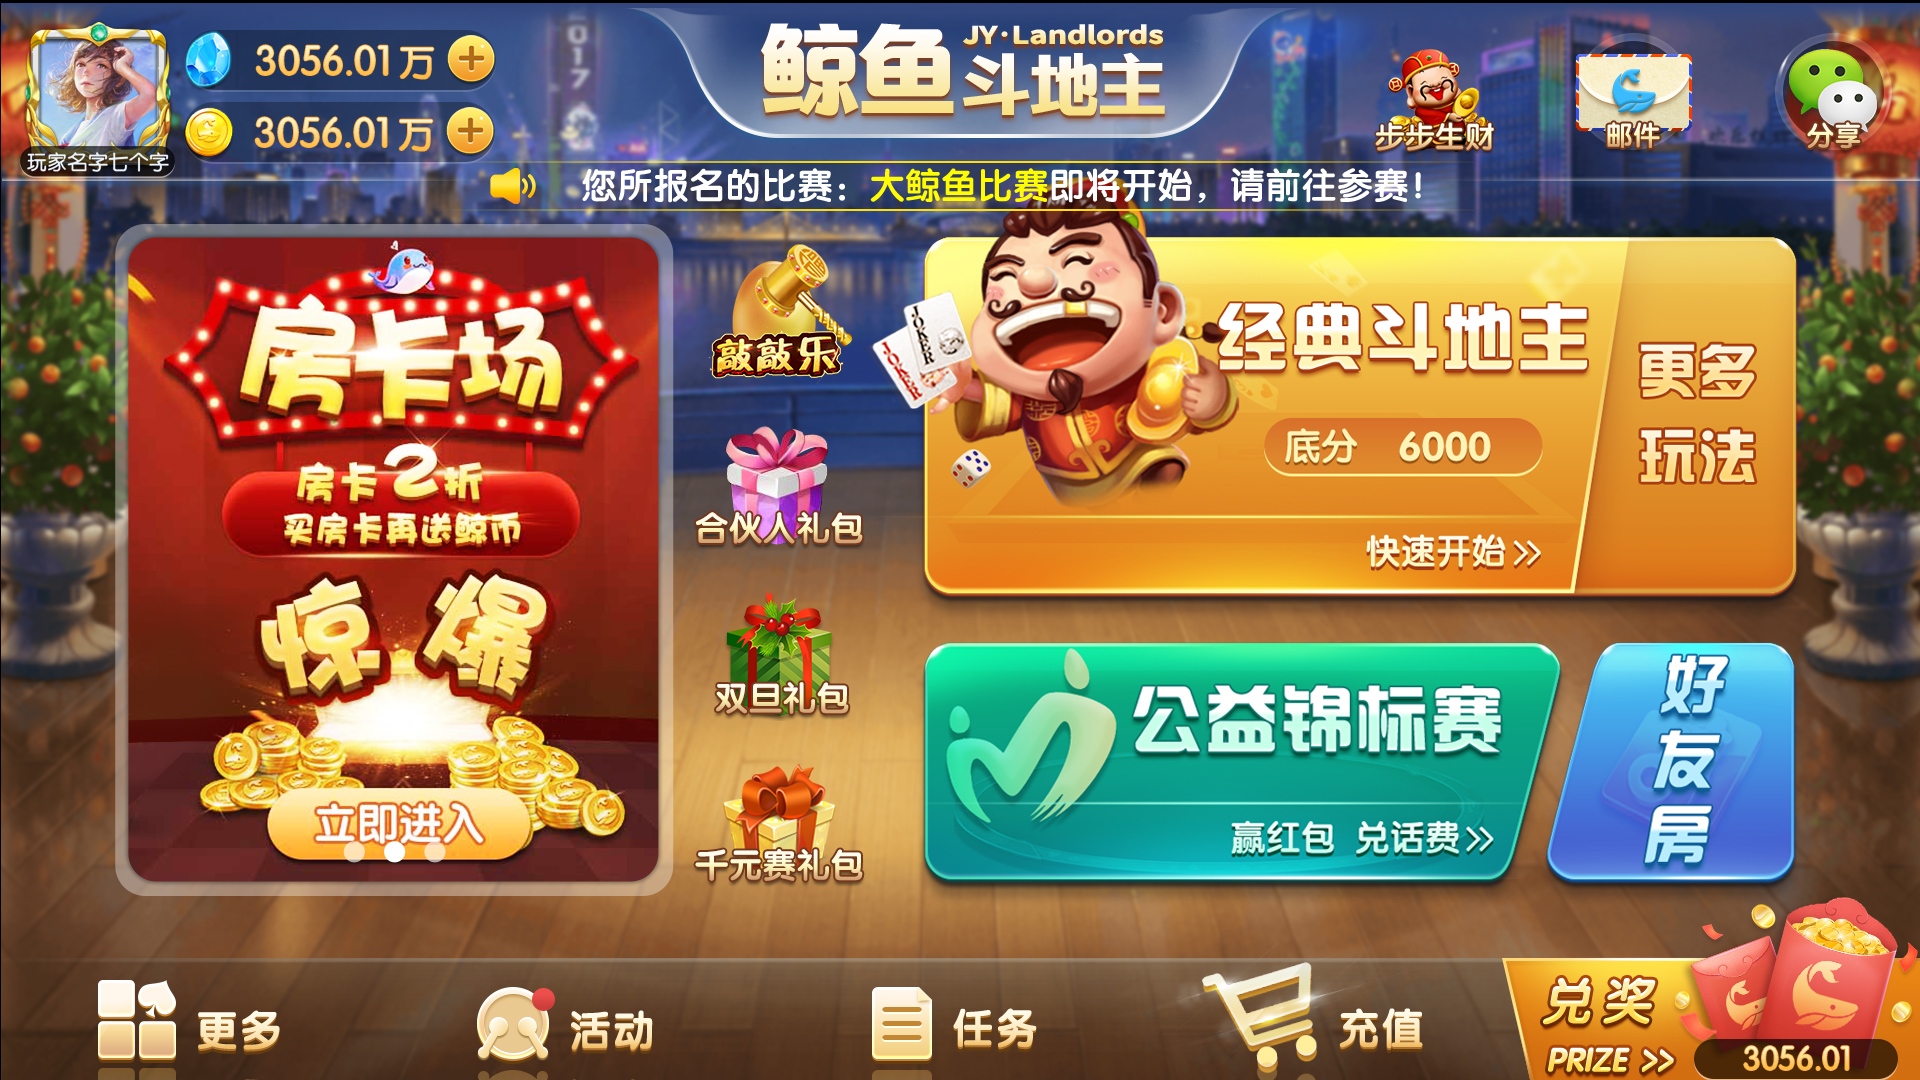 3056.01万
3056.01万
玩家名字七个字
鲸鱼
JY·Landlords
斗地主
步步生财
邮件
分享
您所报名的比赛：大鲸鱼比赛即将开始，请前往参赛！
房卡场
房卡2折
买房卡再送鲸币
惊爆
立即进入
敲敲乐
合伙人礼包
双旦礼包
千元赛礼包
JOKER
JOKER
经典斗地主
底分 6000
快速开始>>
更多
玩法
公益锦标赛
赢红包 兑话费>>
好
友
房
更多
活动
任务
充值
兑奖
PRIZE >>
3056.01
017